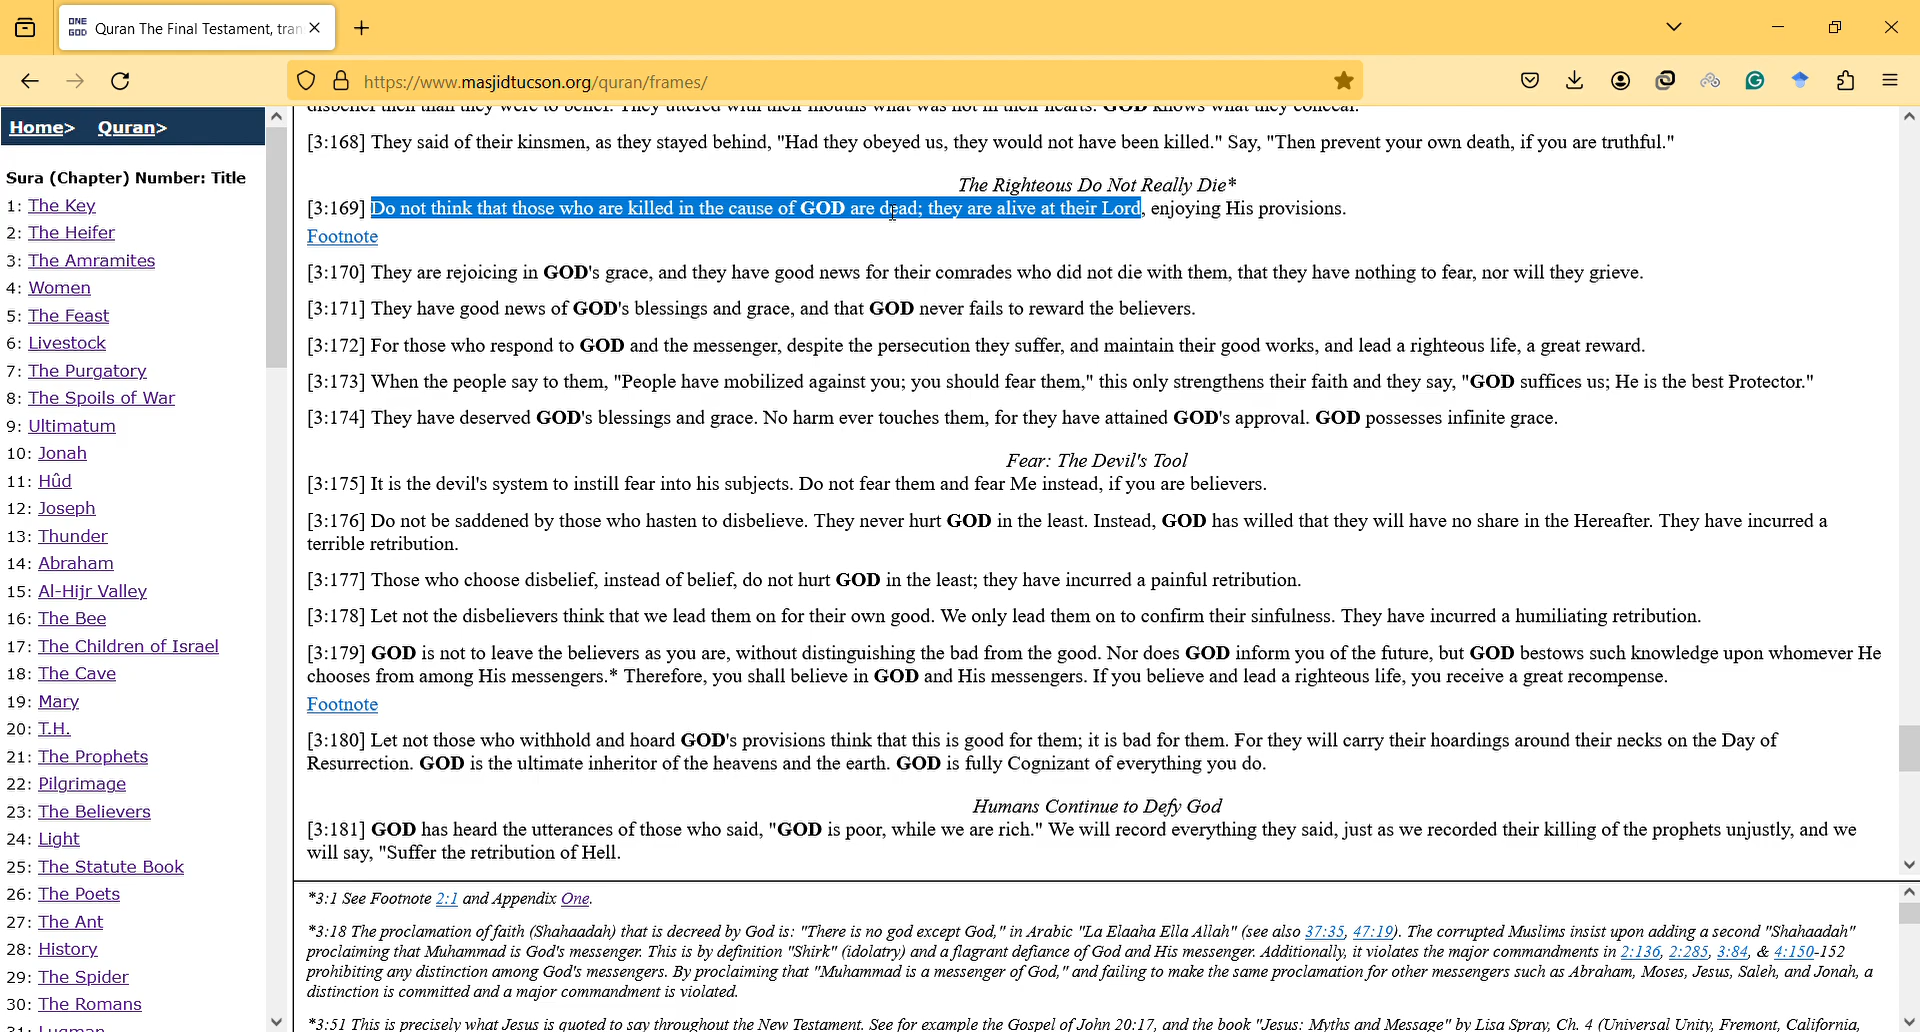 ONE
GOD
Quran The Final Testament, tran
https://www.masjidtucson.org/quran/frames/
Home> Quran>
Sura (Chapter) Number: Title
1: The Key
2: The Heifer
3: The Amramites
4: Women
5: The Feast
6: Livestock
7: The Purgatory
8: The Spoils of War
9: Ultimatum
10: Jonah
11: Hûd
12: Joseph
13: Thunder
14: Abraham
15: Al-Hijr Valley
16: The Bee
17: The Children of Israel
18: The Cave
19: Mary
20: T.H.
21: The Prophets
22: Pilgrimage
23: The Believers
24: Light
25: The Statute Book
26: The Poets
27: The Ant
28: History
29: The Spider
30: The Romans
31: Luqman
disbelief then than they were to belief. They uttered with their mouths what was not in their hearts. GOD knows what they conceal.
[3:168] They said of their kinsmen, as they stayed behind, "Had they obeyed us, they would not have been killed." Say, "Then prevent your own death, if you are truthful."
The Righteous Do Not Really Die*
[3:169] Do not think that those who are killed in the cause of GOD are dead; they are alive at their Lord, enjoying His provisions.
Footnote
[3:170] They are rejoicing in GOD's grace, and they have good news for their comrades who did not die with them, that they have nothing to fear, nor will they grieve.
[3:171] They have good news of GOD's blessings and grace, and that GOD never fails to reward the believers.
[3:172] For those who respond to GOD and the messenger, despite the persecution they suffer, and maintain their good works, and lead a righteous life, a great reward.
[3:173] When the people say to them, "People have mobilized against you; you should fear them," this only strengthens their faith and they say, "GOD suffices us; He is the best Protector."
[3:174] They have deserved GOD's blessings and grace. No harm ever touches them, for they have attained GOD's approval. GOD possesses infinite grace.
Fear: The Devil's Tool
[3:175] It is the devil's system to instill fear into his subjects. Do not fear them and fear Me instead, if you are believers.
[3:176] Do not be saddened by those who hasten to disbelieve. They never hurt GOD in the least. Instead, GOD has willed that they will have no share in the Hereafter. They have incurred a
terrible retribution.
[3:177] Those who choose disbelief, instead of belief, do not hurt GOD in the least; they have incurred a painful retribution.
[3:178] Let not the disbelievers think that we lead them on for their own good. We only lead them on to confirm their sinfulness. They have incurred a humiliating retribution.
[3:179] GOD is not to leave the believers as you are, without distinguishing the bad from the good. Nor does GOD inform you of the future, but GOD bestows such knowledge upon whomever He
chooses from among His messengers.* Therefore, you shall believe in GOD and His messengers. If you believe and lead a righteous life, you receive a great recompense.
Footnote
[3:180] Let not those who withhold and hoard GOD's provisions think that this is good for them; it is bad for them. For they will carry their hoardings around their necks on the Day of
Resurrection. GOD is the ultimate inheritor of the heavens and the earth. GOD is fully Cognizant of everything you do.
Humans Continue to Defy God
[3:181] GOD has heard the utterances of those who said, "GOD is poor, while we are rich." We will record everything they said, just as we recorded their killing of the prophets unjustly, and we
will say, "Suffer the retribution of Hell.
*3:1 See Footnote 2:1 and Appendix One.
*3:18 The proclamation of faith (Shahaadah) that is decreed by God is: "There is no god except God," in Arabic "La Elaaha Ella Allah" (see also 37:35, 47:19). The corrupted Muslims insist upon adding a second "Shahaadah"
proclaiming that Muhammad is God's messenger. This is by definition "Shirk" (idolatry) and a flagrant defiance of God and His messenger. Additionally, it violates the major commandments in 2:136, 2:285, 3:84, & 4:150-152
prohibiting any distinction among God's messengers. By proclaiming that "Muhammad is a messenger of God," and failing to make the same proclamation for other messengers such as Abraham, Moses, Jesus, Saleh, and Jonah, a
distinction is committed and a major commandment is violated.
*3:51 This is precisely what Jesus is quoted to say throughout the New Testament. See for example the Gospel of John 20:17, and the book "Jesus: Myths and Message" by Lisa Spray, Ch. 4 (Universal Unity, Fremont, California,